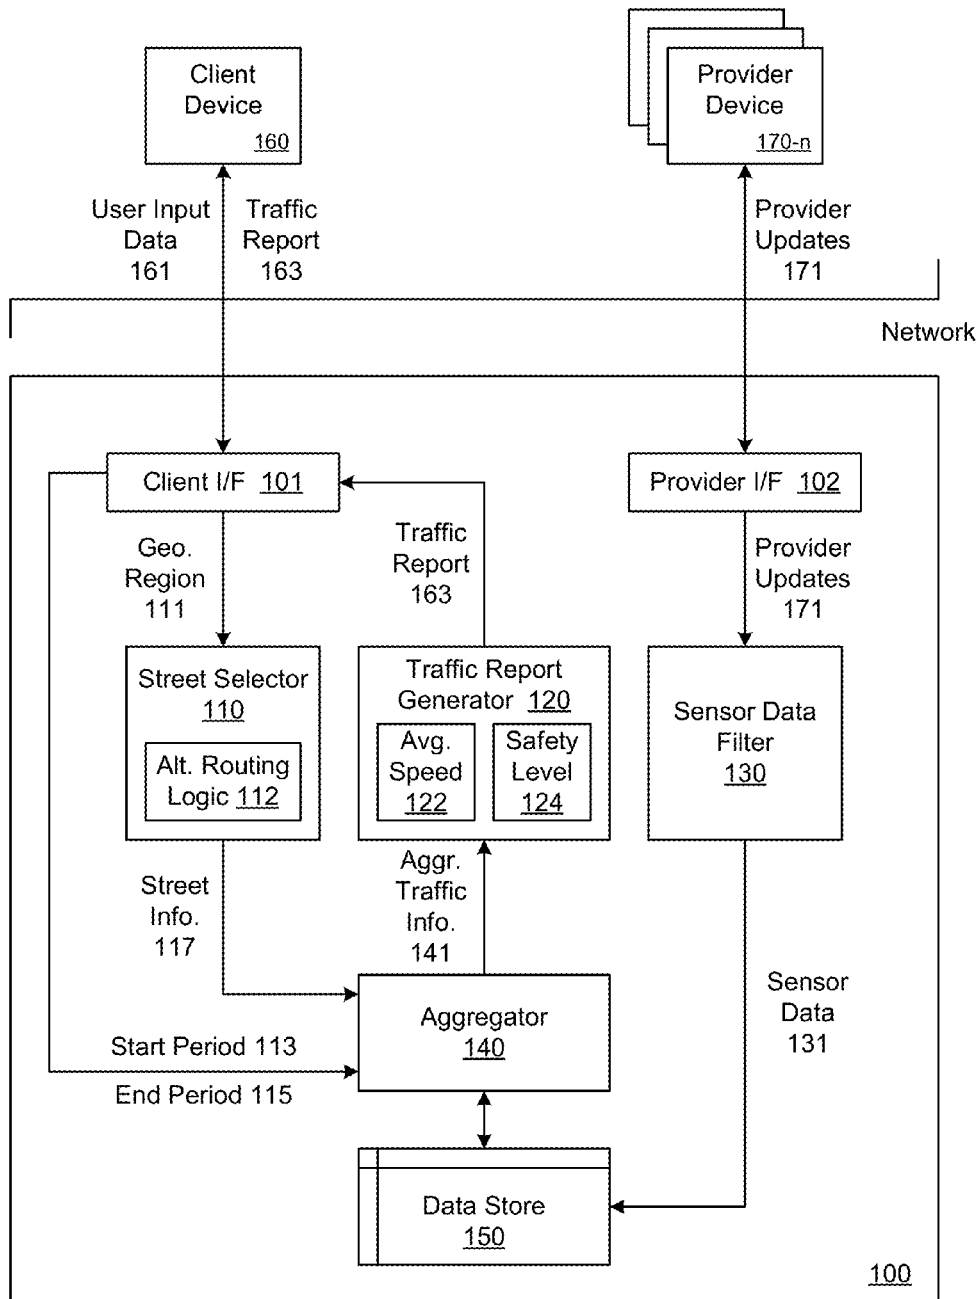 Client
Device
160
Provider
Device
170-n
User Input
Data
161
Traffic
Report
163
Provider
Updates
171
Network
Client I/F 101
Provider I/F 102
Geo.
Region
111
Traffic
Report
163
Provider
Updates
171
Street Selector
110
Alt. Routing
Logic 112
Traffic Report
Generator 120
Avg.
Speed
122
Safety
Level
124
Sensor Data
Filter
130
Street
Info.
117
Aggr.
Traffic
Info.
141
Sensor
Data
131
Aggregator
140
Start Period 113
End Period 115
Data Store
150
100